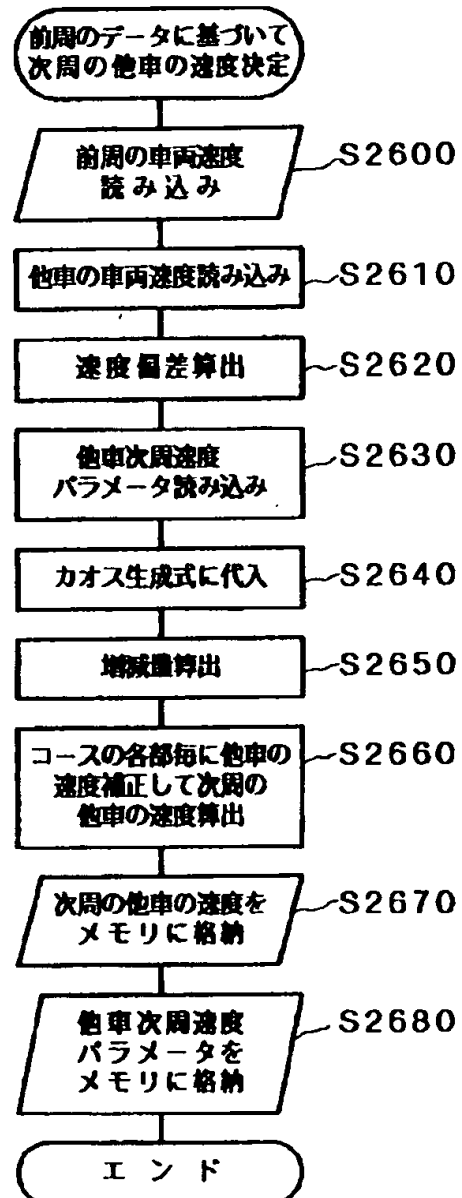 前周のデータに基づいて
次周の他車の速度決定
前周の車両速度
読み込み
S2600
他車の車両速度読み込み
S2610
速度偏差算出
S2620
他車次周速度
パラメータ読み込み
S2630
カオス生成式に代入
S2640
増減量算出
S2650
コースの各部毎に他車の
速度補正して次周の
他車の速度算出
S2660
次周の他車の速度を
メモリに格納
S2670
他車次周速度
パラメータを
メモリに格納
S2680
エンド